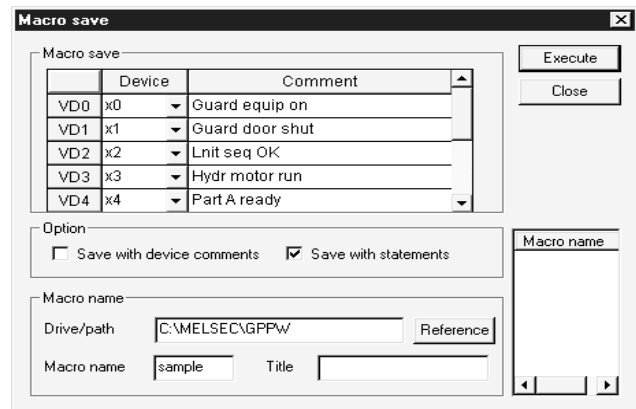 Macro save
Macro save
Device Comment
VD0 x0 Guard equip on
VD1 x1 Guard door shut
VD2 x2 Lnit seq OK
VD3 x3 Hydr motor run
VD4 x4 Part A ready
Execute
Close
Option
Save with device comments Save with statements
Macro name
Macro name
Drive/path C:\MELSEC\GPPW Reference
Macro name sample Title